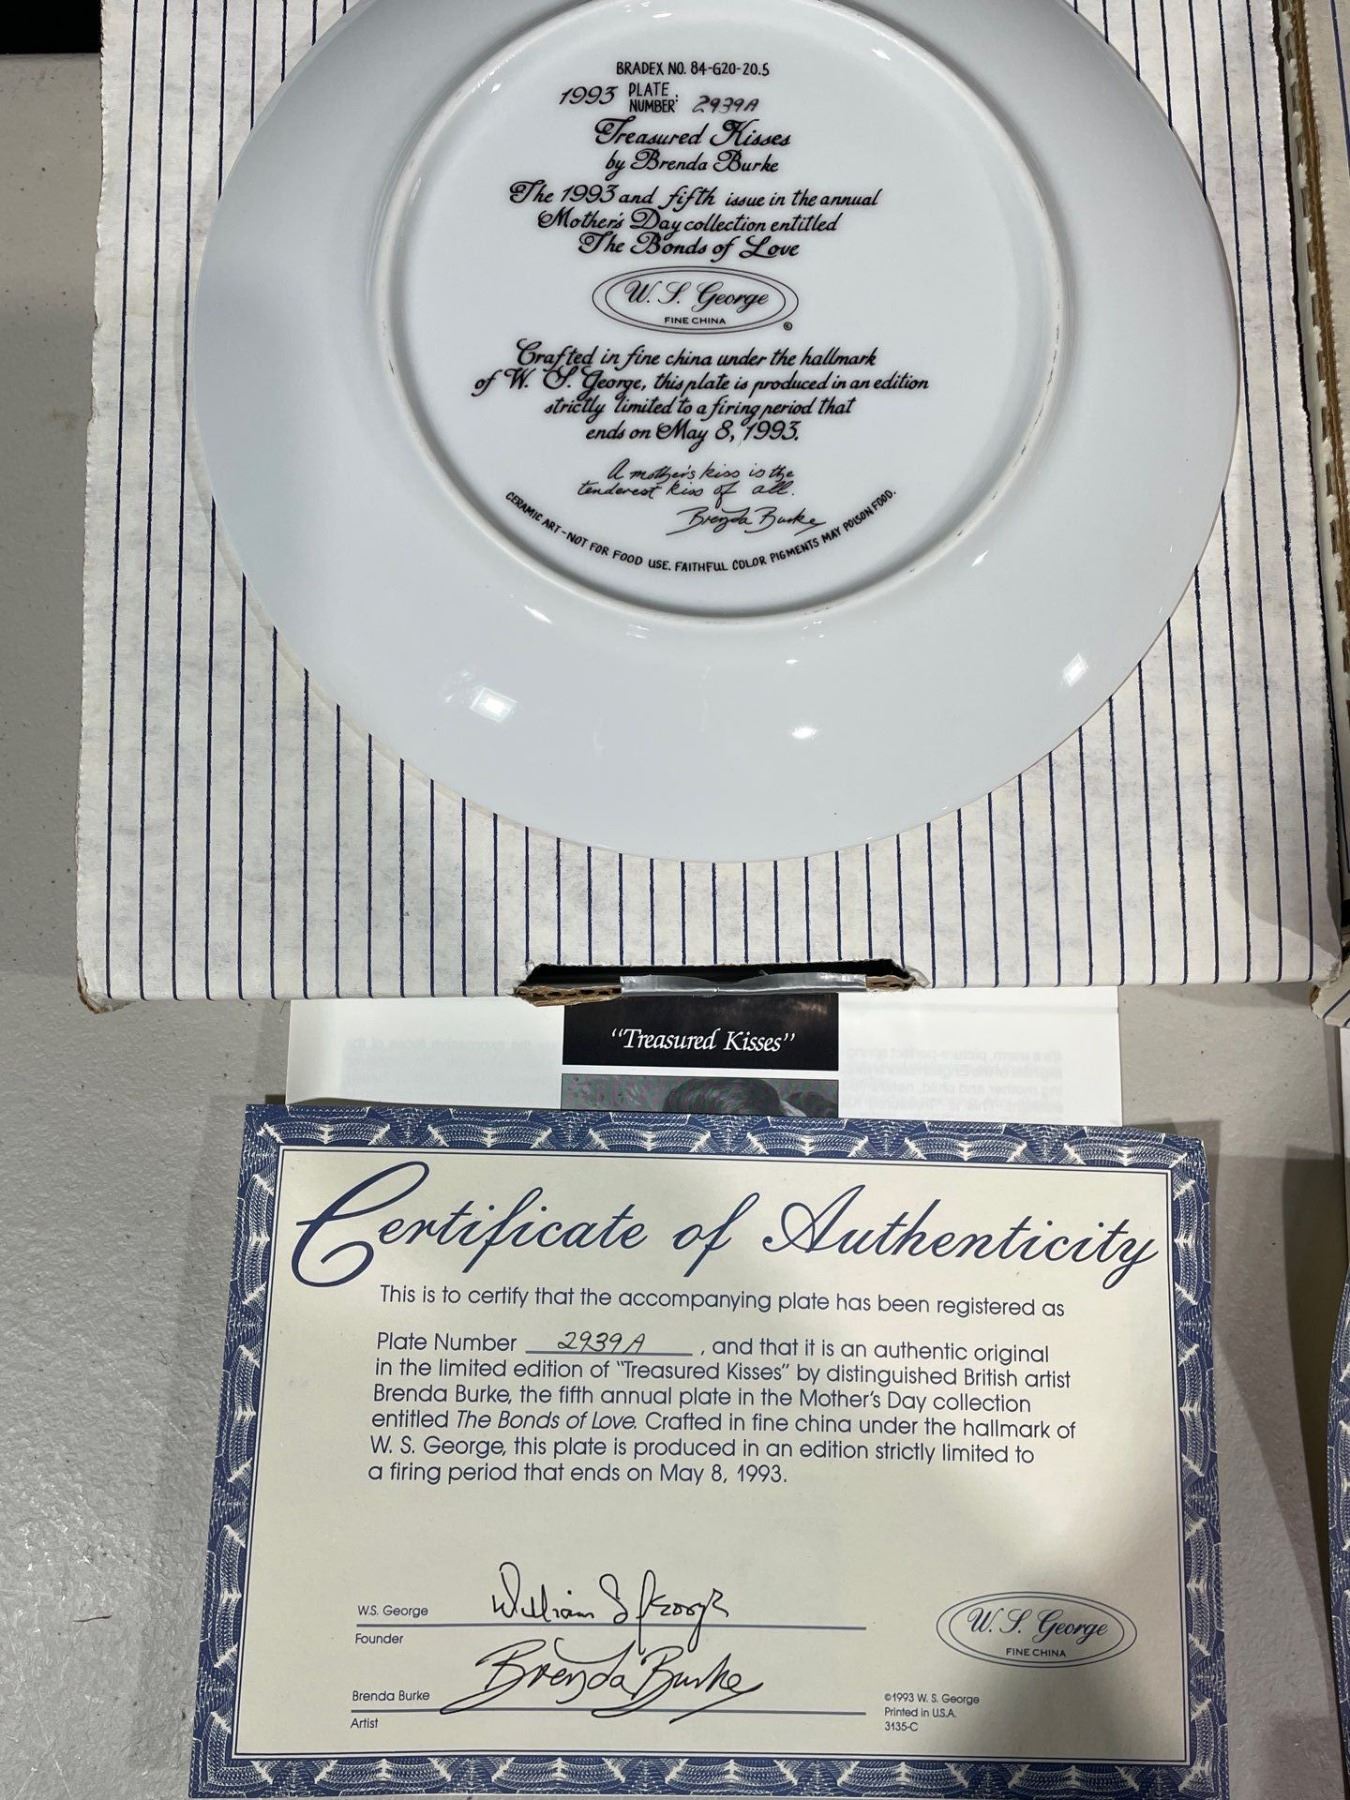 BRADEX NO. 84-G20-20.5
1993 PLATE NUMBER: 2939A
Treasured Kisses
by Brenda Burke
The 1993 and fifth issue in the annual
Mother's Day collection entitled
The Bonds of Love
W. S. George
FINE CHINA
®
Crafted in fine china under the hallmark
of W. S. George, this plate is produced in an edition
strictly limited to a firing period that
ends on May 8, 1993.
A mother's kiss is the
tenderest kiss of all.
Brenda Burke
CERAMIC ART-NOT FOR FOOD USE. FAITHFUL COLOR PIGMENTS MAY POISON FOOD.
"Treasured Kisses"
Certificate of Authenticity
This is to certify that the accompanying plate has been registered as
Plate Number 2939A, and that it is an authentic original
in the limited edition of "Treasured Kisses" by distinguished British artist
Brenda Burke, the fifth annual plate in the Mother's Day collection
entitled The Bonds of Love. Crafted in fine china under the hallmark of
W. S. George, this plate is produced in an edition strictly limited to
a firing period that ends on May 8, 1993.
William S George
W.S. George
Founder
Brenda Burke
Brenda Burke
Artist
W. S. George
FINE CHINA
©1993 W. S. George
Printed in U.S.A.
3135-C